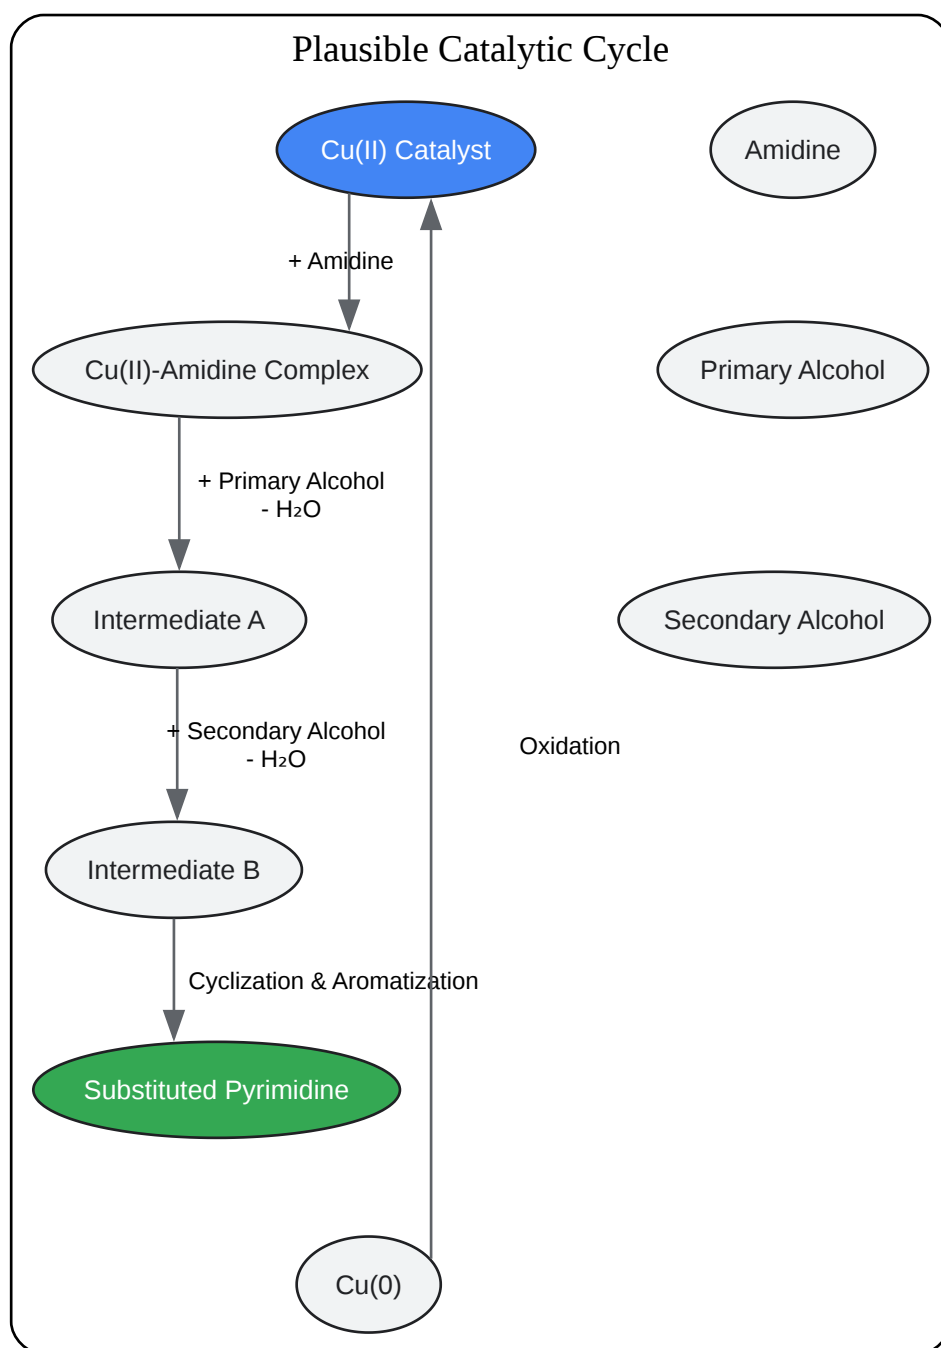 Plausible Catalytic Cycle
Cu(II) Catalyst
Amidine
+ Amidine
Cu(II)-Amidine Complex
Primary Alcohol
+ Primary Alcohol
- H₂O
Intermediate A
Secondary Alcohol
+ Secondary Alcohol
- H₂O
Oxidation
Intermediate B
Cyclization & Aromatization
Substituted Pyrimidine
Cu(0)